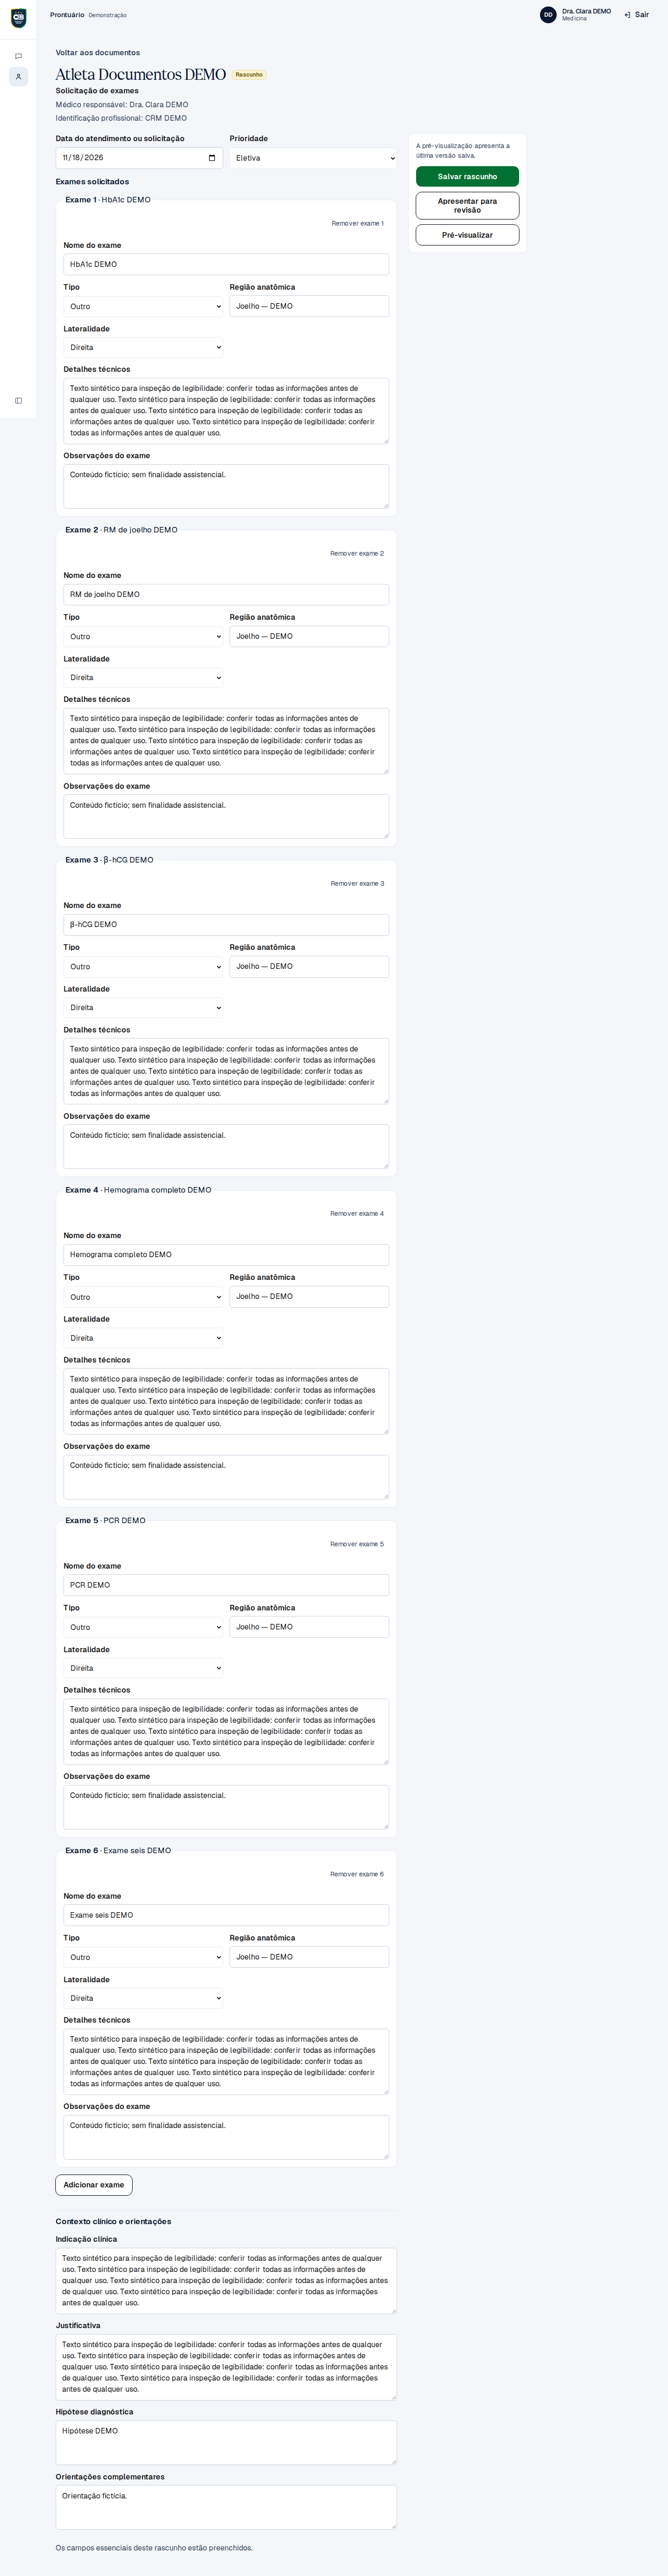 CIB
Prontuário Demonstração
DD
Dra. Clara DEMO
Medicina
Sair
Voltar aos documentos
Atleta Documentos DEMO Rascunho
Solicitação de exames
Médico responsável: Dra. Clara DEMO
Identificação profissional: CRM DEMO
Data do atendimento ou solicitação Prioridade
11/18/2026 Eletiva
A pré-visualização apresenta a
última versão salva.
Salvar rascunho
Apresentar para
revisão
Pré-visualizar
Exames solicitados
Exame 1 · HbA1c DEMO
Remover exame 1
Nome do exame
HbA1c DEMO
Tipo Região anatômica
Outro Joelho — DEMO
Lateralidade
Direita
Detalhes técnicos
Texto sintético para inspeção de legibilidade: conferir todas as informações antes de
qualquer uso. Texto sintético para inspeção de legibilidade: conferir todas as informações
antes de qualquer uso. Texto sintético para inspeção de legibilidade: conferir todas as
informações antes de qualquer uso. Texto sintético para inspeção de legibilidade: conferir
todas as informações antes de qualquer uso.
Observações do exame
Conteúdo fictício; sem finalidade assistencial.
Exame 2 · RM de joelho DEMO
Remover exame 2
Nome do exame
RM de joelho DEMO
Tipo Região anatômica
Outro Joelho — DEMO
Lateralidade
Direita
Detalhes técnicos
Texto sintético para inspeção de legibilidade: conferir todas as informações antes de
qualquer uso. Texto sintético para inspeção de legibilidade: conferir todas as informações
antes de qualquer uso. Texto sintético para inspeção de legibilidade: conferir todas as
informações antes de qualquer uso. Texto sintético para inspeção de legibilidade: conferir
todas as informações antes de qualquer uso.
Observações do exame
Conteúdo fictício; sem finalidade assistencial.
Exame 3 · β-hCG DEMO
Remover exame 3
Nome do exame
β-hCG DEMO
Tipo Região anatômica
Outro Joelho — DEMO
Lateralidade
Direita
Detalhes técnicos
Texto sintético para inspeção de legibilidade: conferir todas as informações antes de
qualquer uso. Texto sintético para inspeção de legibilidade: conferir todas as informações
antes de qualquer uso. Texto sintético para inspeção de legibilidade: conferir todas as
informações antes de qualquer uso. Texto sintético para inspeção de legibilidade: conferir
todas as informações antes de qualquer uso.
Observações do exame
Conteúdo fictício; sem finalidade assistencial.
Exame 4 · Hemograma completo DEMO
Remover exame 4
Nome do exame
Hemograma completo DEMO
Tipo Região anatômica
Outro Joelho — DEMO
Lateralidade
Direita
Detalhes técnicos
Texto sintético para inspeção de legibilidade: conferir todas as informações antes de
qualquer uso. Texto sintético para inspeção de legibilidade: conferir todas as informações
antes de qualquer uso. Texto sintético para inspeção de legibilidade: conferir todas as
informações antes de qualquer uso. Texto sintético para inspeção de legibilidade: conferir
todas as informações antes de qualquer uso.
Observações do exame
Conteúdo fictício; sem finalidade assistencial.
Exame 5 · PCR DEMO
Remover exame 5
Nome do exame
PCR DEMO
Tipo Região anatômica
Outro Joelho — DEMO
Lateralidade
Direita
Detalhes técnicos
Texto sintético para inspeção de legibilidade: conferir todas as informações antes de
qualquer uso. Texto sintético para inspeção de legibilidade: conferir todas as informações
antes de qualquer uso. Texto sintético para inspeção de legibilidade: conferir todas as
informações antes de qualquer uso. Texto sintético para inspeção de legibilidade: conferir
todas as informações antes de qualquer uso.
Observações do exame
Conteúdo fictício; sem finalidade assistencial.
Exame 6 · Exame seis DEMO
Remover exame 6
Nome do exame
Exame seis DEMO
Tipo Região anatômica
Outro Joelho — DEMO
Lateralidade
Direita
Detalhes técnicos
Texto sintético para inspeção de legibilidade: conferir todas as informações antes de
qualquer uso. Texto sintético para inspeção de legibilidade: conferir todas as informações
antes de qualquer uso. Texto sintético para inspeção de legibilidade: conferir todas as
informações antes de qualquer uso. Texto sintético para inspeção de legibilidade: conferir
todas as informações antes de qualquer uso.
Observações do exame
Conteúdo fictício; sem finalidade assistencial.
Adicionar exame
Contexto clínico e orientações
Indicação clínica
Texto sintético para inspeção de legibilidade: conferir todas as informações antes de qualquer
uso. Texto sintético para inspeção de legibilidade: conferir todas as informações antes de
qualquer uso. Texto sintético para inspeção de legibilidade: conferir todas as informações antes
de qualquer uso. Texto sintético para inspeção de legibilidade: conferir todas as informações
antes de qualquer uso.
Justificativa
Texto sintético para inspeção de legibilidade: conferir todas as informações antes de qualquer
uso. Texto sintético para inspeção de legibilidade: conferir todas as informações antes de
qualquer uso. Texto sintético para inspeção de legibilidade: conferir todas as informações antes
de qualquer uso. Texto sintético para inspeção de legibilidade: conferir todas as informações
antes de qualquer uso.
Hipótese diagnóstica
Hipótese DEMO
Orientações complementares
Orientação fictícia.
Os campos essenciais deste rascunho estão preenchidos.